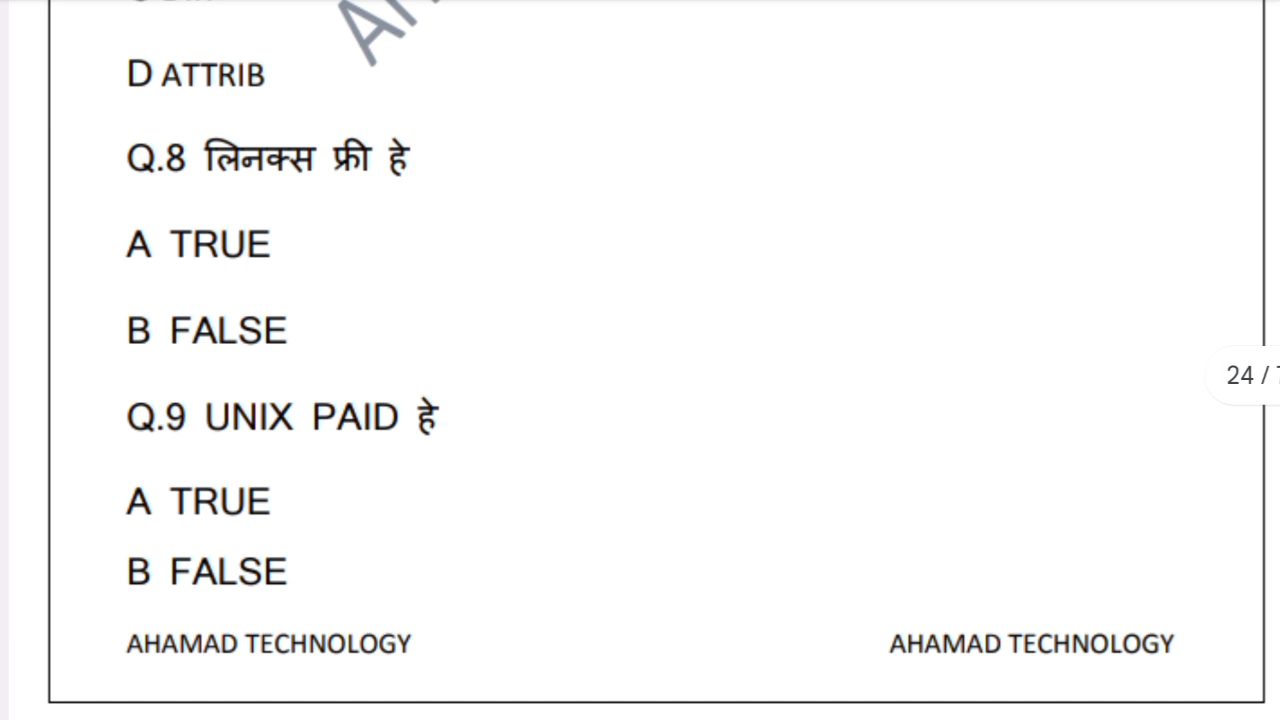 D ATTRIB
Q.8 लिनक्स फ्री हे
A TRUE
B FALSE
Q.9 UNIX PAID हे
24 /
A TRUE
B FALSE
AHAMAD TECHNOLOGY AHAMAD TECHNOLOGY